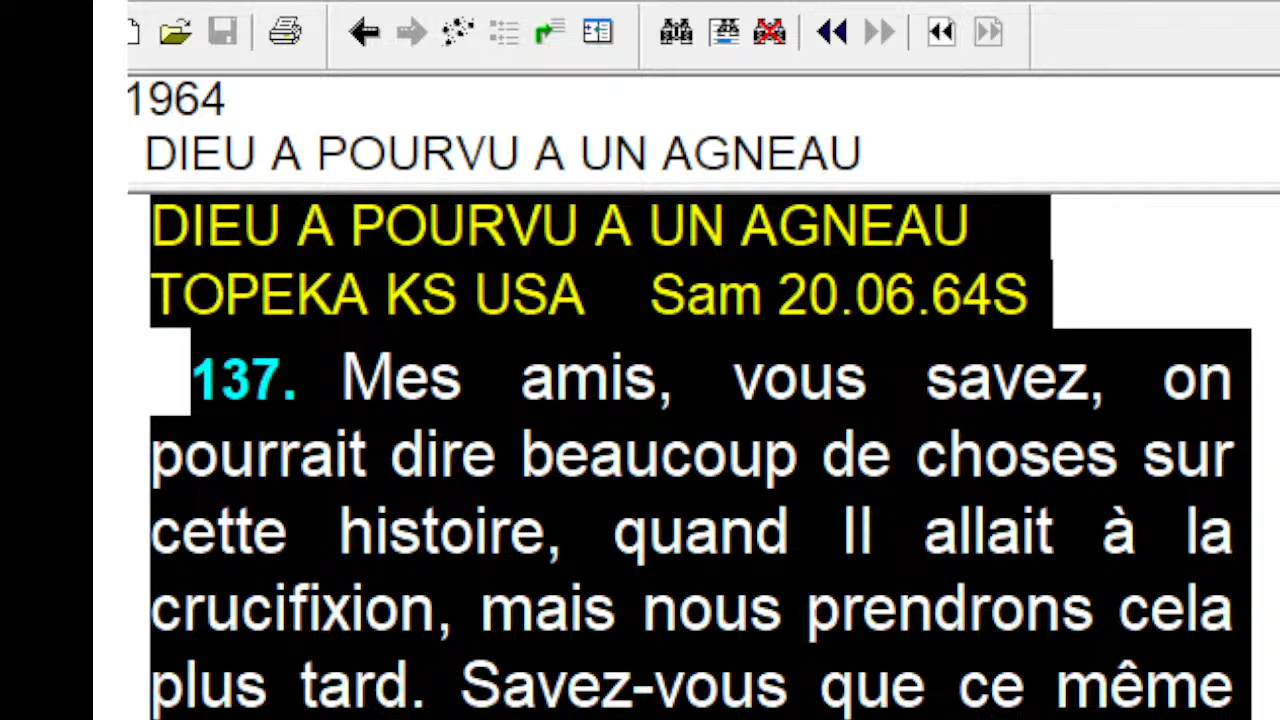 1964
DIEU A POURVU A UN AGNEAU
DIEU A POURVU A UN AGNEAU
TOPEKA KS USA Sam 20.06.64S
137. Mes amis, vous savez, on
pourrait dire beaucoup de choses sur
cette histoire, quand Il allait à la
crucifixion, mais nous prendrons cela
plus tard. Savez-vous que ce même